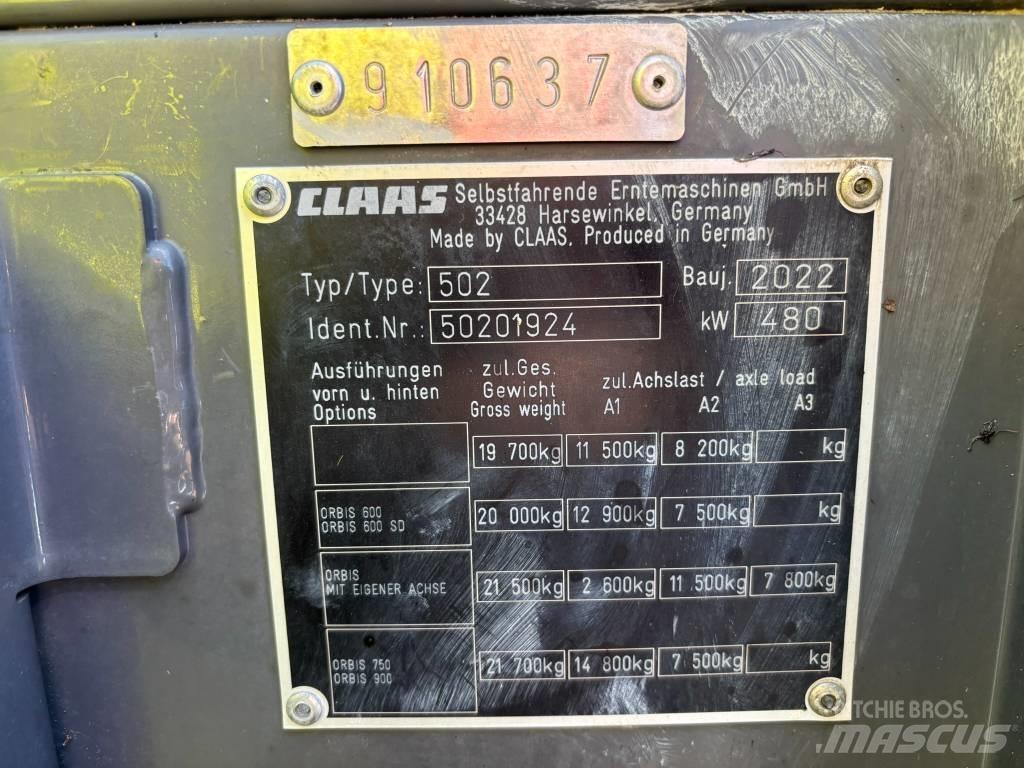 910637
CLAAS Selbstfahrende Erntemaschinen GmbH
33428 Harsewinkel, Germany
Made by CLAAS, Produced in Germany
Typ/Type: 502 Bauj. 2022
Ident.Nr.: 50201924 kW 480
Ausführungen vorn u. hinten Options zul.Ges. Gewicht Gross weight zul.Achslast / axle load A1 A2 A3
19 700kg 11 500kg 8 200kg kg
ORBIS 600
ORBIS 600 SD 20 000kg 12 900kg 7 500kg kg
ORBIS
MIT EIGENER ACHSE 21 500kg 2 600kg 11 500kg 7 800kg
ORBIS 750
ORBIS 900 21 700kg 14 800kg 7 500kg kg
RITCHIE BROS.
MASCUS